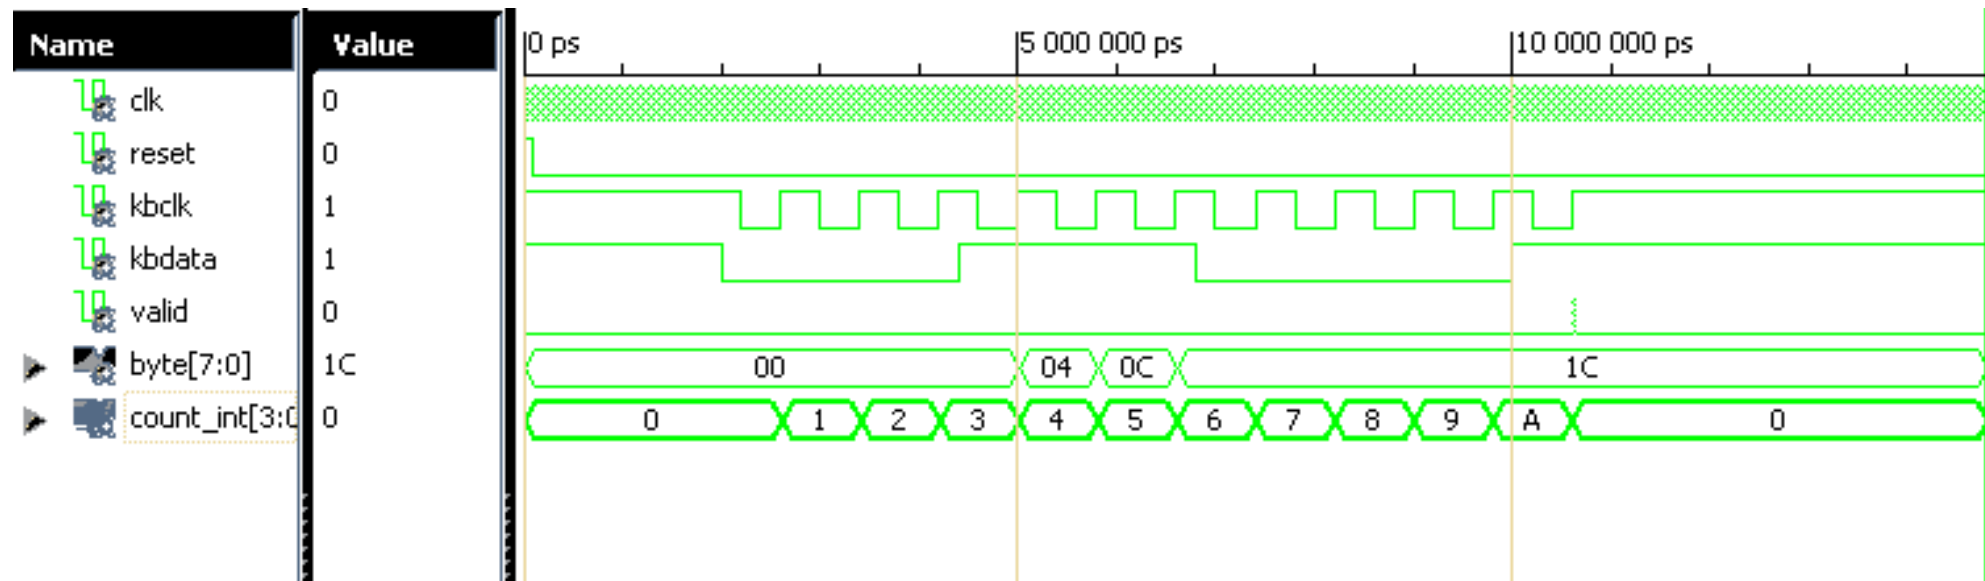 Name Value 0 ps 5 000 000 ps 10 000 000 ps
clk 0
reset 0
kbclk 1
kbdata 1
valid 0
byte[7:0] 1C 00 04 0C 1C
count_int[3:0 0 0 1 2 3 4 5 6 7 8 9 A 0